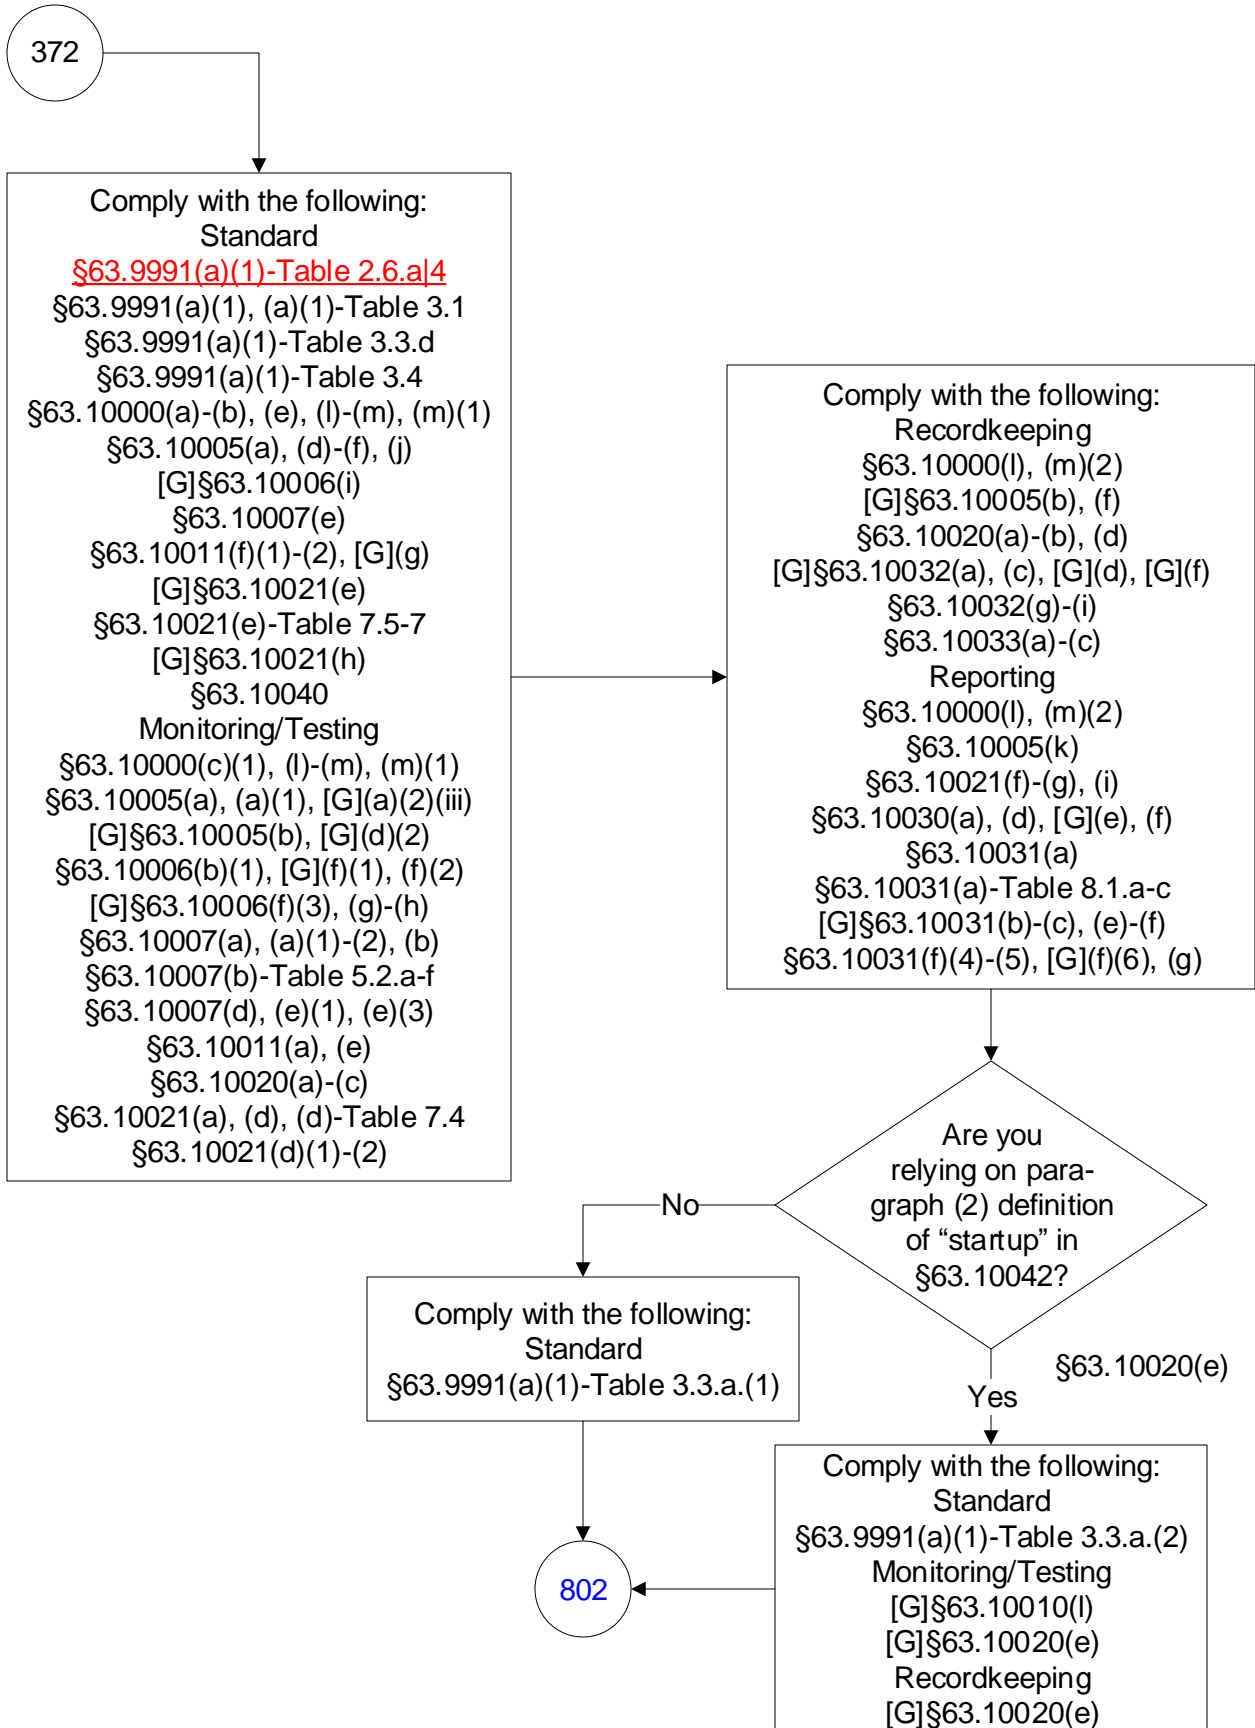 372
Comply with the following:
Standard
§63.9991(a)(1)-Table 2.6.a|4
§63.9991(a)(1), (a)(1)-Table 3.1
§63.9991(a)(1)-Table 3.3.d
§63.9991(a)(1)-Table 3.4
§63.10000(a)-(b), (e), (l)-(m), (m)(1)
§63.10005(a), (d)-(f), (j)
[G]§63.10006(i)
§63.10007(e)
§63.10011(f)(1)-(2), [G](g)
[G]§63.10021(e)
§63.10021(e)-Table 7.5-7
[G]§63.10021(h)
§63.10040
Monitoring/Testing
§63.10000(c)(1), (l)-(m), (m)(1)
§63.10005(a), (a)(1), [G](a)(2)(iii)
[G]§63.10005(b), [G](d)(2)
§63.10006(b)(1), [G](f)(1), (f)(2)
[G]§63.10006(f)(3), (g)-(h)
§63.10007(a), (a)(1)-(2), (b)
§63.10007(b)-Table 5.2.a-f
§63.10007(d), (e)(1), (e)(3)
§63.10011(a), (e)
§63.10020(a)-(c)
§63.10021(a), (d), (d)-Table 7.4
§63.10021(d)(1)-(2)
Comply with the following:
Recordkeeping
§63.10000(l), (m)(2)
[G]§63.10005(b), (f)
§63.10020(a)-(b), (d)
[G]§63.10032(a), (c), [G](d), [G](f)
§63.10032(g)-(i)
§63.10033(a)-(c)
Reporting
§63.10000(l), (m)(2)
§63.10005(k)
§63.10021(f)-(g), (i)
§63.10030(a), (d), [G](e), (f)
§63.10031(a)
§63.10031(a)-Table 8.1.a-c
[G]§63.10031(b)-(c), (e)-(f)
§63.10031(f)(4)-(5), [G](f)(6), (g)
Are you
relying on para-
graph (2) definition
of “startup” in
§63.10042?
No
Comply with the following:
Standard
§63.9991(a)(1)-Table 3.3.a.(1)
§63.10020(e)
Yes
Comply with the following:
Standard
§63.9991(a)(1)-Table 3.3.a.(2)
Monitoring/Testing
[G]§63.10010(l)
[G]§63.10020(e)
Recordkeeping
[G]§63.10020(e)
802